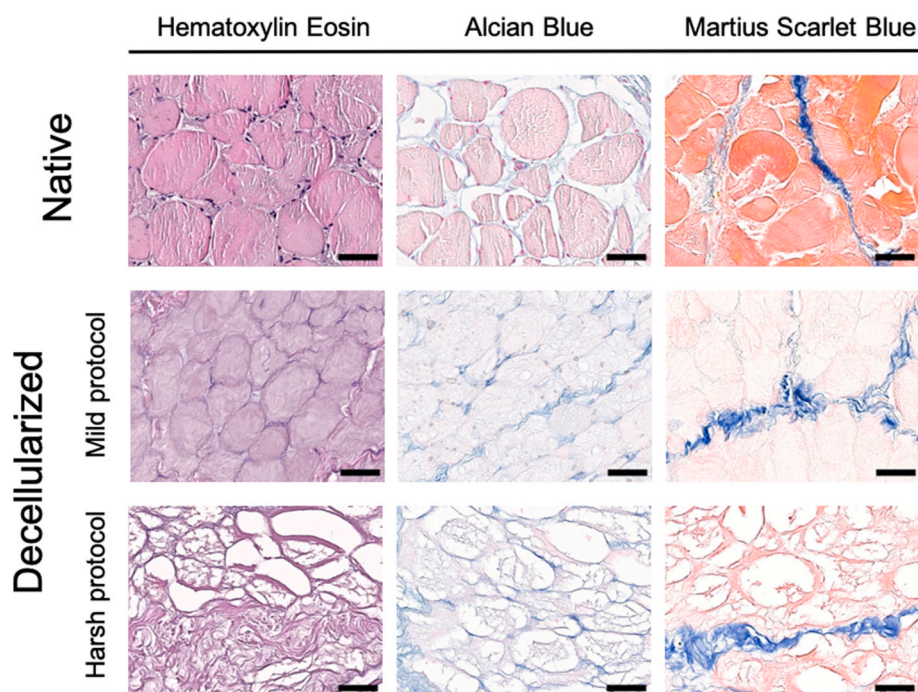 Hematoxylin Eosin
Alcian Blue
Martius Scarlet Blue
Native
Decellularized
Mild protocol
Harsh protocol